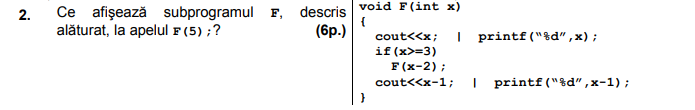 2. Ce afişează subprogramul F, descris
alăturat, la apelul F(5);? (6p.)
void F(int x)
{
cout<<x; | printf("%d",x);
if(x>=3)
F(x-2);
cout<<x-1; | printf("%d",x-1);
}